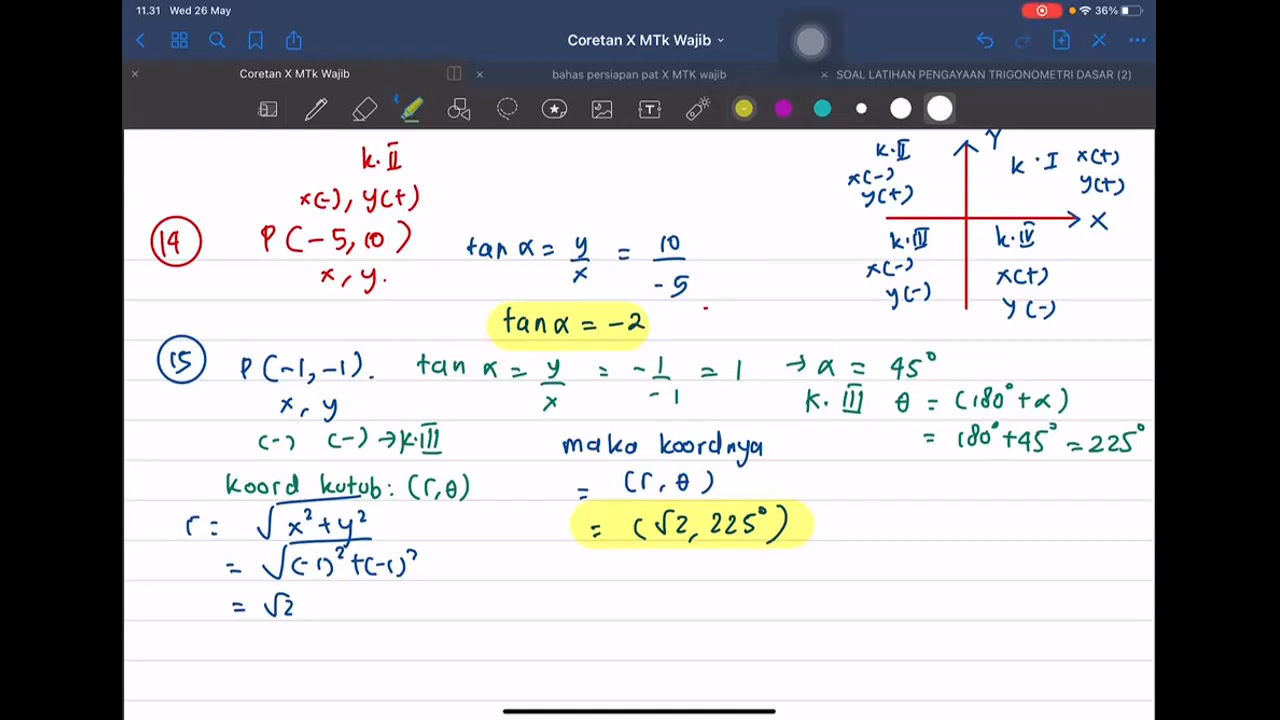 11.31 Wed 26 May
36%
Coretan X MTk Wajib
Coretan X MTk Wajib
bahas persiapan pat X MTK wajib
SOAL LATIHAN PENGAYAAN TRIGONOMETRI DASAR (2)
k. II
x(-), y(+)
14 P(-5, 10)
x, y.
tan α = y/x = 10/-5
tan α = -2
Y
k. II
x(-)
y(+)
k . I x(+)
y(+)
X
k. III
x(-)
y(-)
k. IV
x(+)
y(-)
15 P(-1, -1). tan α = y/x = -1/-1 = 1 → α = 45°
x, y
(-) (-) → k. III
k. III θ = (180° + α)
= 180° + 45° = 225°
koord kutub: (r, θ)
r = √x² + y²
= √(-1)² + (-1)²
= √2
maka koordnya
= (r, θ)
= (√2, 225°)